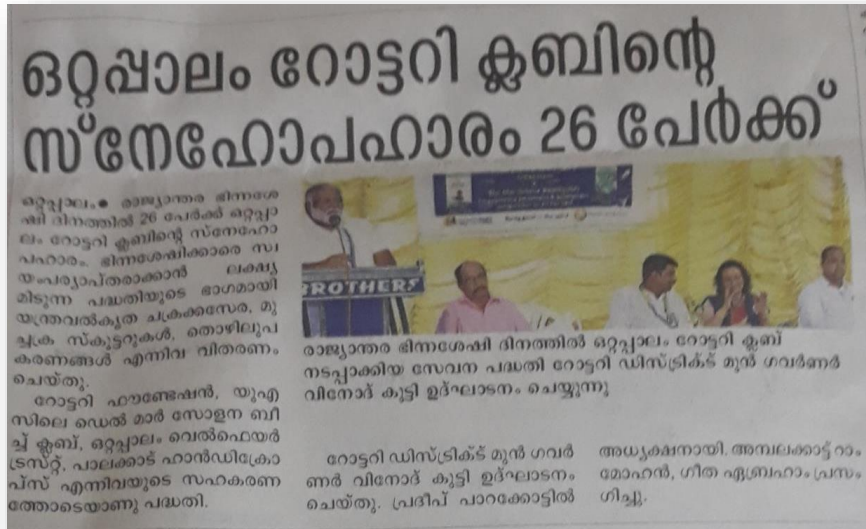 ഒറ്റപ്പാലം റോട്ടറി ക്ലബിന്റെ
സ്നേഹോപഹാരം 26 പേർക്ക്
ഒറ്റപ്പാലം● രാജ്യാന്തര ഭിന്നശേ
ഷി ദിനത്തിൽ 26 പേർക്ക് ഒറ്റപ്പാ
ലം റോട്ടറി ക്ലബിന്റെ സ്നേഹോ
പഹാരം. ഭിന്നശേഷിക്കാരെ സ്വ
യംപര്യാപ്തരാക്കാൻ ലക്ഷ്യ
മിടുന്ന പദ്ധതിയുടെ ഭാഗമായി
യന്ത്രവൽകൃത ചക്രക്കസേര, മു
ച്ചക്ര സ്കൂട്ടറുകൾ, തൊഴിലുപ
കരണങ്ങൾ എന്നിവ വിതരണം
ചെയ്തു.
റോട്ടറി ഫൗണ്ടേഷൻ, യുഎ
സിലെ ഡെൽ മാർ സോളന ബീ
ച്ച് ക്ലബ്, ഒറ്റപ്പാലം വെൽഫെയർ
ട്രസ്റ്റ്, പാലക്കാട് ഹാൻഡിക്രോ
പ്സ് എന്നിവയുടെ സഹകരണ
ത്തോടെയാണു പദ്ധതി.
BROTHERS
രാജ്യാന്തര ഭിന്നശേഷി ദിനത്തിൽ ഒറ്റപ്പാലം റോട്ടറി ക്ലബ്
നടപ്പാക്കിയ സേവന പദ്ധതി റോട്ടറി ഡിസ്ട്രിക്ട് മുൻ ഗവർണർ
വിനോദ് കുട്ടി ഉദ്ഘാടനം ചെയ്യുന്നു
റോട്ടറി ഡിസ്ട്രിക്ട് മുൻ ഗവർ
ണർ വിനോദ് കുട്ടി ഉദ്ഘാടനം
ചെയ്തു. പ്രദീപ് പാറക്കോട്ടിൽ
അധ്യക്ഷനായി. അമ്പലക്കാട്ട് റാം
മോഹൻ, ഗീത ഏബ്രഹാം പ്രസം
ഗിച്ചു.